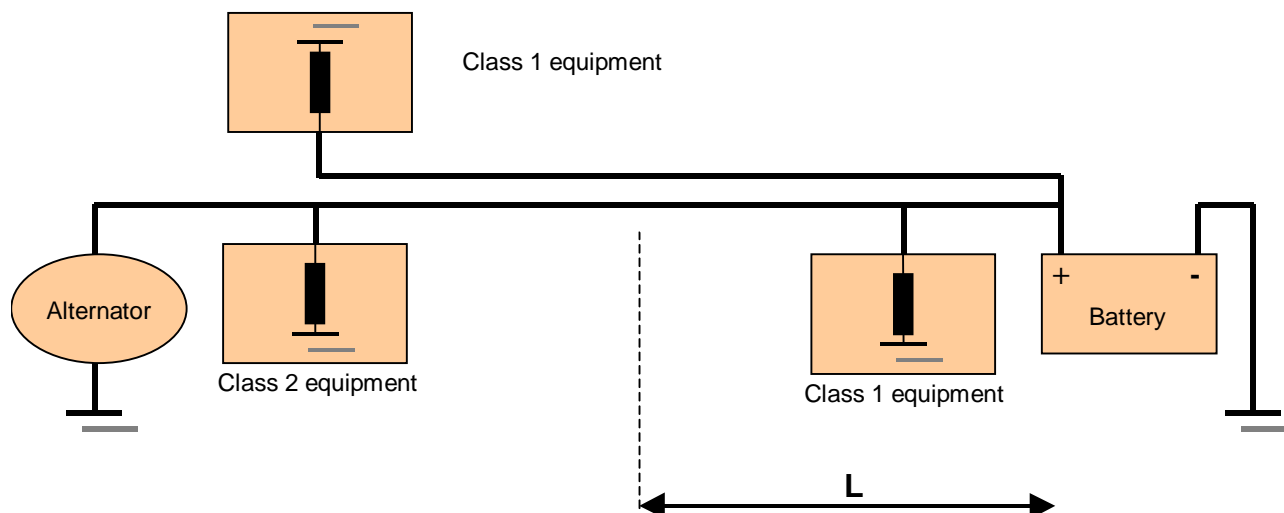 Class 1 equipment
Alternator
+
-
Battery
Class 2 equipment
Class 1 equipment
L